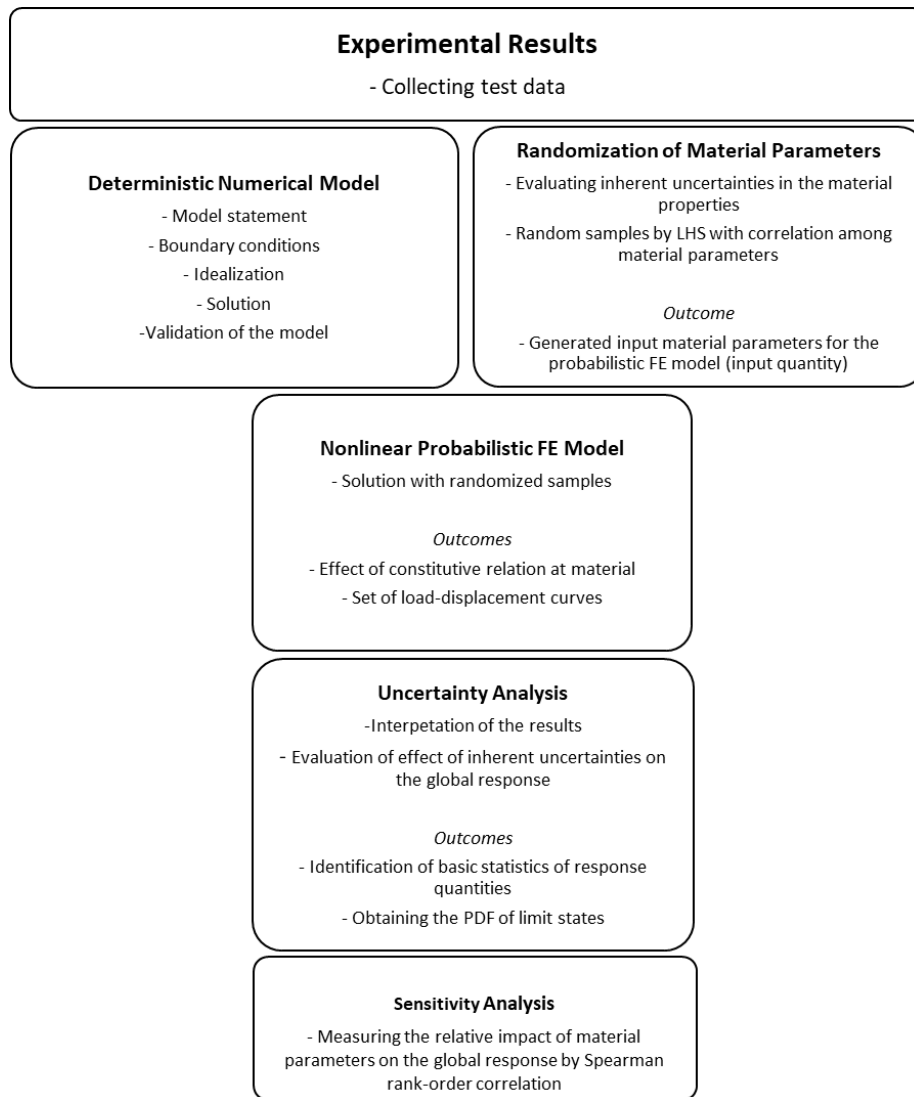 Experimental Results
- Collecting test data
Deterministic Numerical Model
- Model statement
- Boundary conditions
- Idealization
- Solution
-Validation of the model
Randomization of Material Parameters
- Evaluating inherent uncertainties in the material
properties
- Random samples by LHS with correlation among
material parameters
Outcome
- Generated input material parameters for the
probabilistic FE model (input quantity)
Nonlinear Probabilistic FE Model
- Solution with randomized samples
Outcomes
- Effect of constitutive relation at material
- Set of load-displacement curves
Uncertainty Analysis
-Interpetation of the results
- Evaluation of effect of inherent uncertainties on
the global response
Outcomes
- Identification of basic statistics of response
quantities
- Obtaining the PDF of limit states
Sensitivity Analysis
- Measuring the relative impact of material
parameters on the global response by Spearman
rank-order correlation